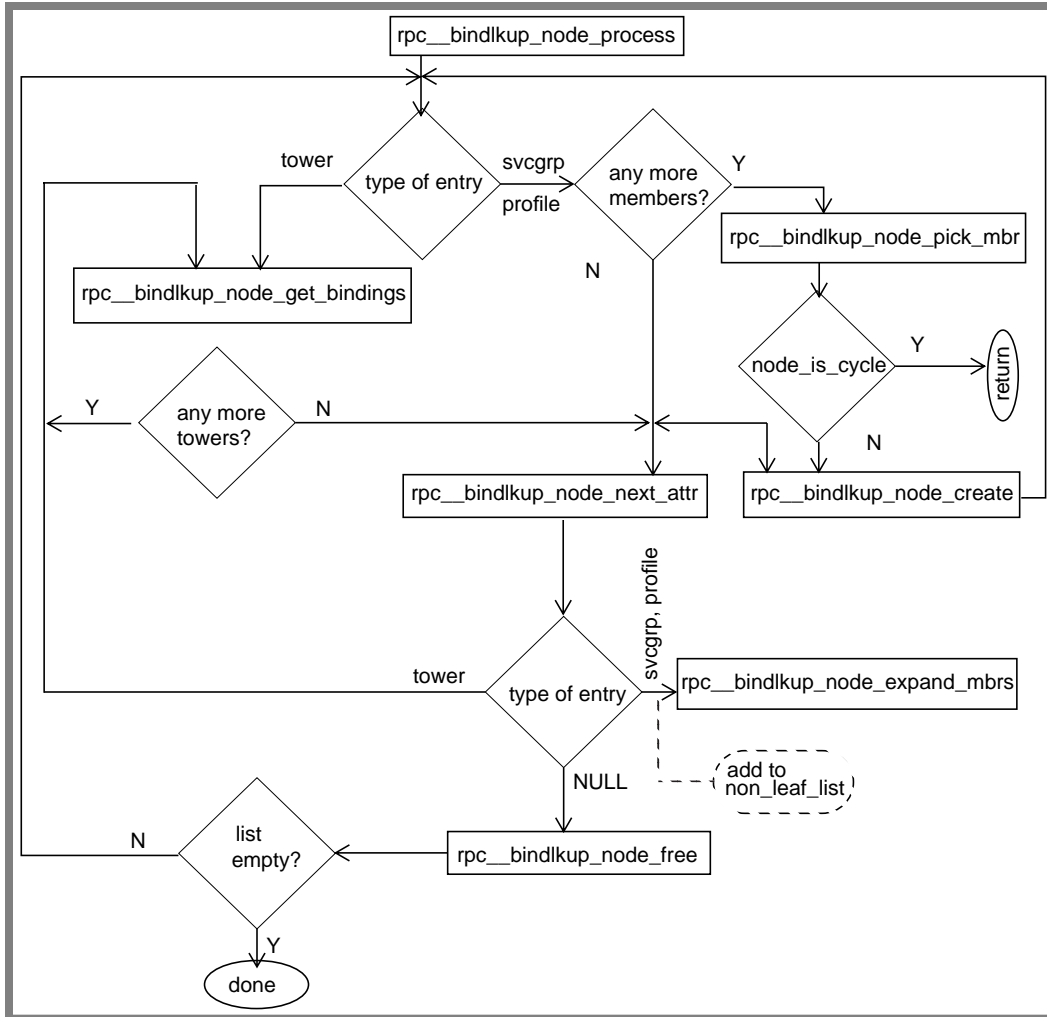 rpc__bindlkup_node_process
tower
type of entry
svcgrp
profile
any more
members?
Y
rpc__bindlkup_node_pick_mbr
N
rpc__bindlkup_node_get_bindings
node_is_cycle
Y
return
Y
any more
towers?
N
N
rpc__bindlkup_node_next_attr
rpc__bindlkup_node_create
svcgrp, profile
tower
type of entry
rpc__bindlkup_node_expand_mbrs
add to
non_leaf_list
NULL
N
list
empty?
rpc__bindlkup_node_free
Y
done